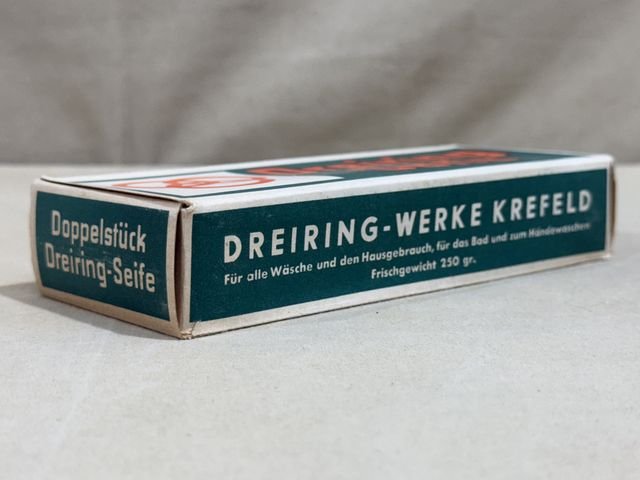 Doppelstück
Dreiring-Seife
DREIRING-WERKE KREFELD
Für alle Wäsche und den Hausgebrauch, für das Bad und zum Händewaschen
Frischgewicht 250 gr.